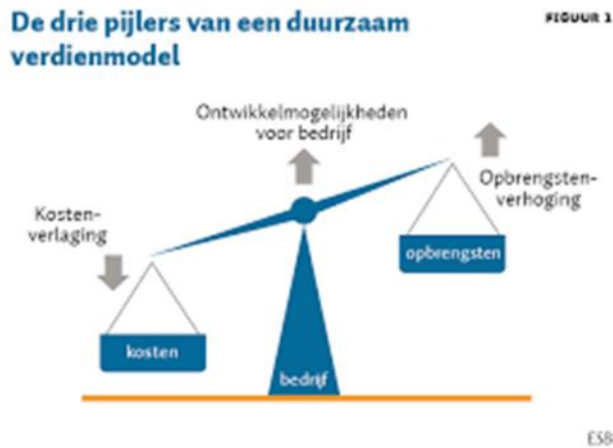 De drie pijlers van een duurzaam
verdienmodel
FIGUUR 1
Ontwikkelmogelijkheden
voor bedrijf
Opbrengsten-
verhoging
Kosten-
verlaging
opbrengsten
kosten
bedrijf
ESB